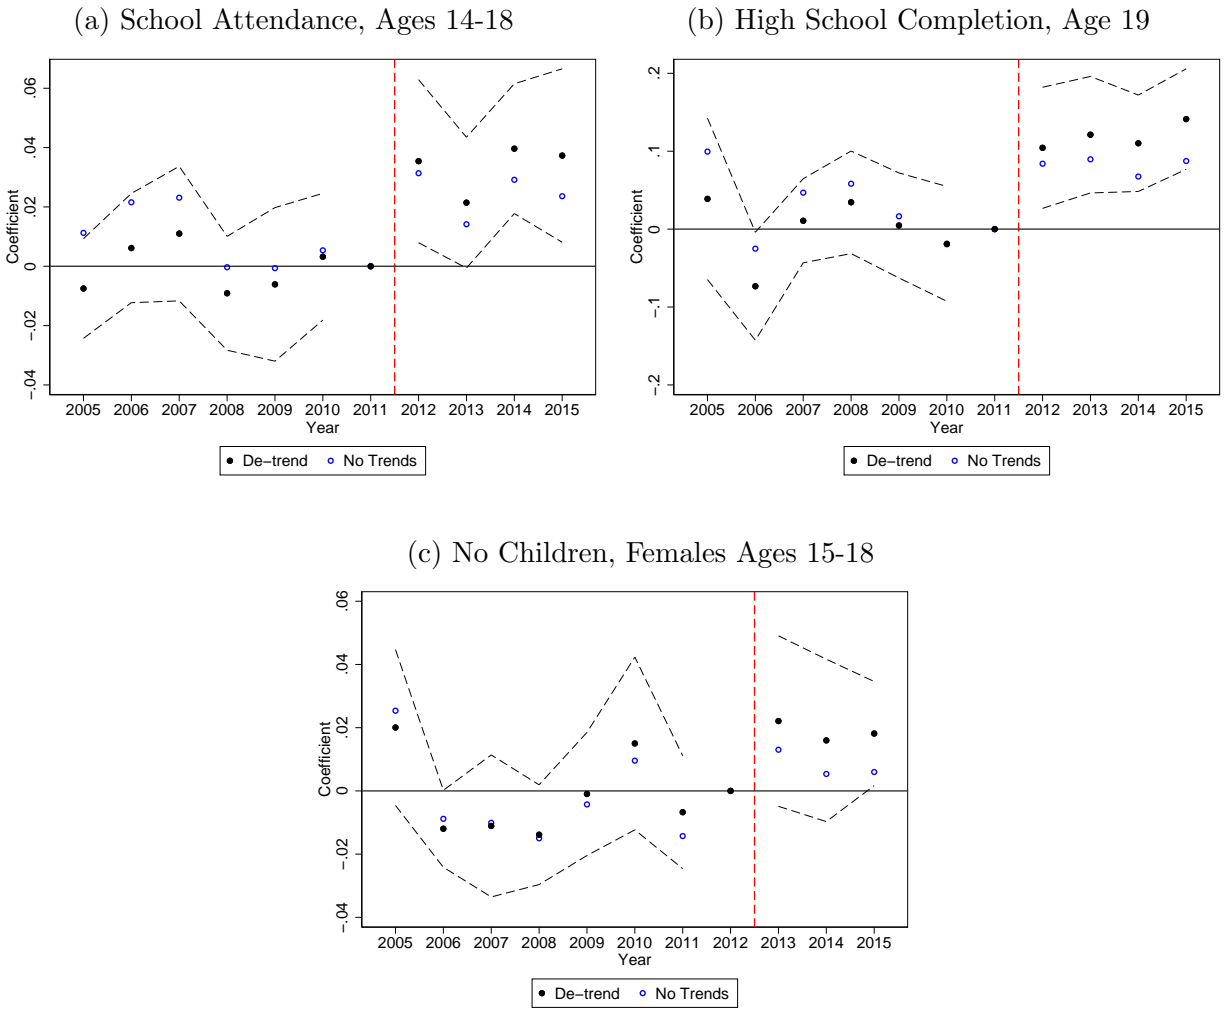 (a) School Attendance, Ages 14-18
Coefficient
.06
.04
.02
0
−.02
−.04
2005 2006 2007 2008 2009 2010 2011 2012 2013 2014 2015
Year
De−trend No Trends
(b) High School Completion, Age 19
Coefficient
.2
.1
0
−.1
−.2
2005 2006 2007 2008 2009 2010 2011 2012 2013 2014 2015
Year
De−trend No Trends
(c) No Children, Females Ages 15-18
Coefficient
.06
.04
.02
0
−.02
−.04
2005 2006 2007 2008 2009 2010 2011 2012 2013 2014 2015
Year
De−trend No Trends